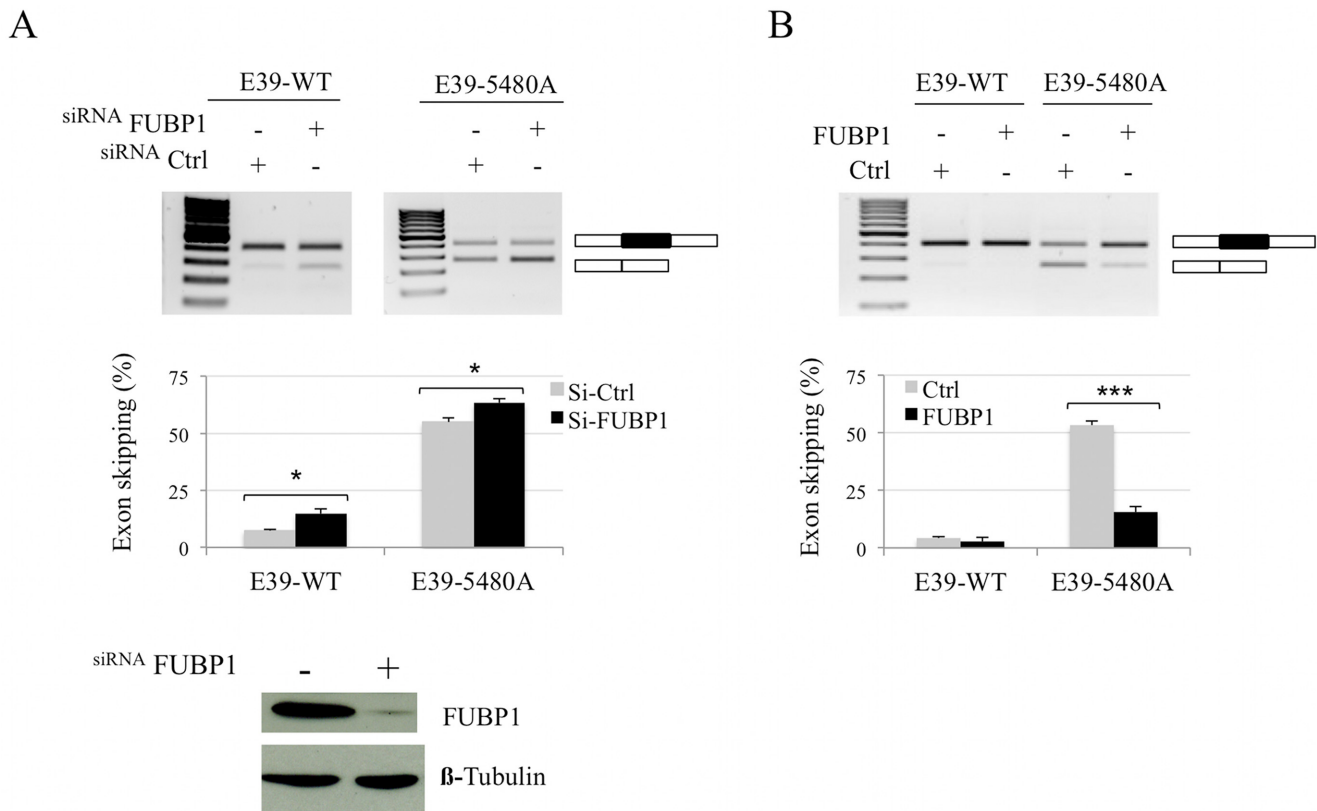 A
E39-WT
E39-5480A
siRNA FUBP1 - + - +
siRNA Ctrl + - + -
Exon skipping (%)
75
50
25
0
*
*
Si-Ctrl
Si-FUBP1
E39-WT
E39-5480A
siRNA FUBP1 - +
FUBP1
ß-Tubulin
B
E39-WT
E39-5480A
FUBP1 - + - +
Ctrl + - + -
Exon skipping (%)
75
50
25
0
Ctrl
FUBP1
***
E39-WT
E39-5480A